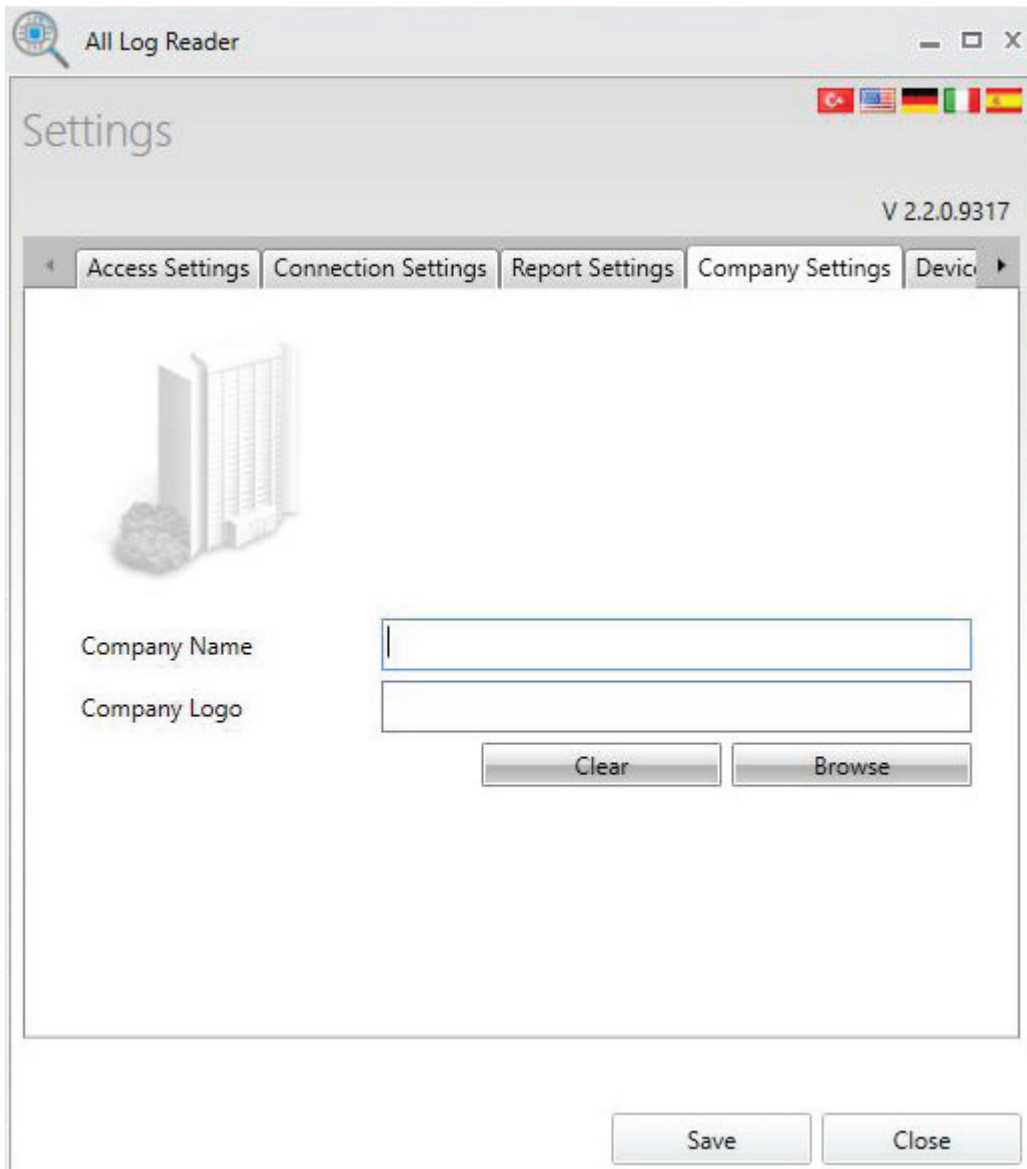 All Log Reader
Settings
V 2.2.0.9317
Access Settings Connection Settings Report Settings Company Settings Devic
Company Name
Company Logo
Clear Browse
Save Close